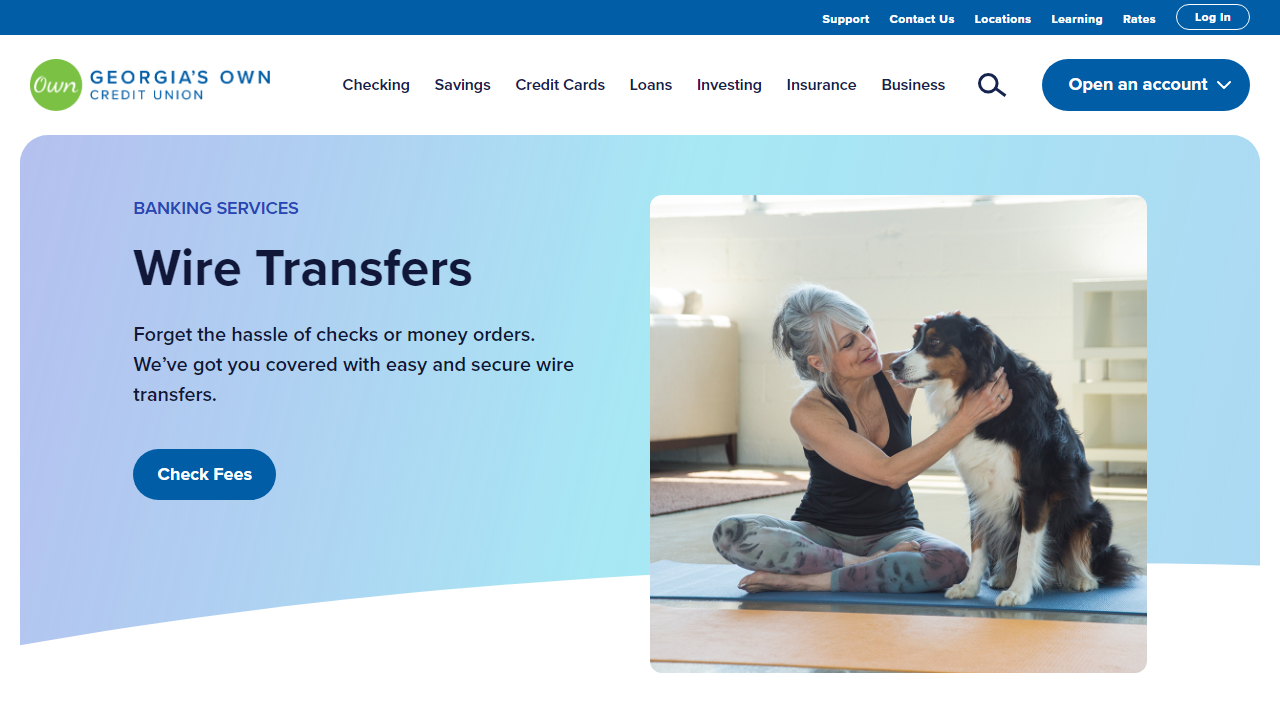 Support Contact Us Locations Learning Rates Log In
Own GEORGIA'S OWN
CREDIT UNION
Checking Savings Credit Cards Loans Investing Insurance Business
Open an account
BANKING SERVICES
Wire Transfers
Forget the hassle of checks or money orders.
We’ve got you covered with easy and secure wire
transfers.
Check Fees